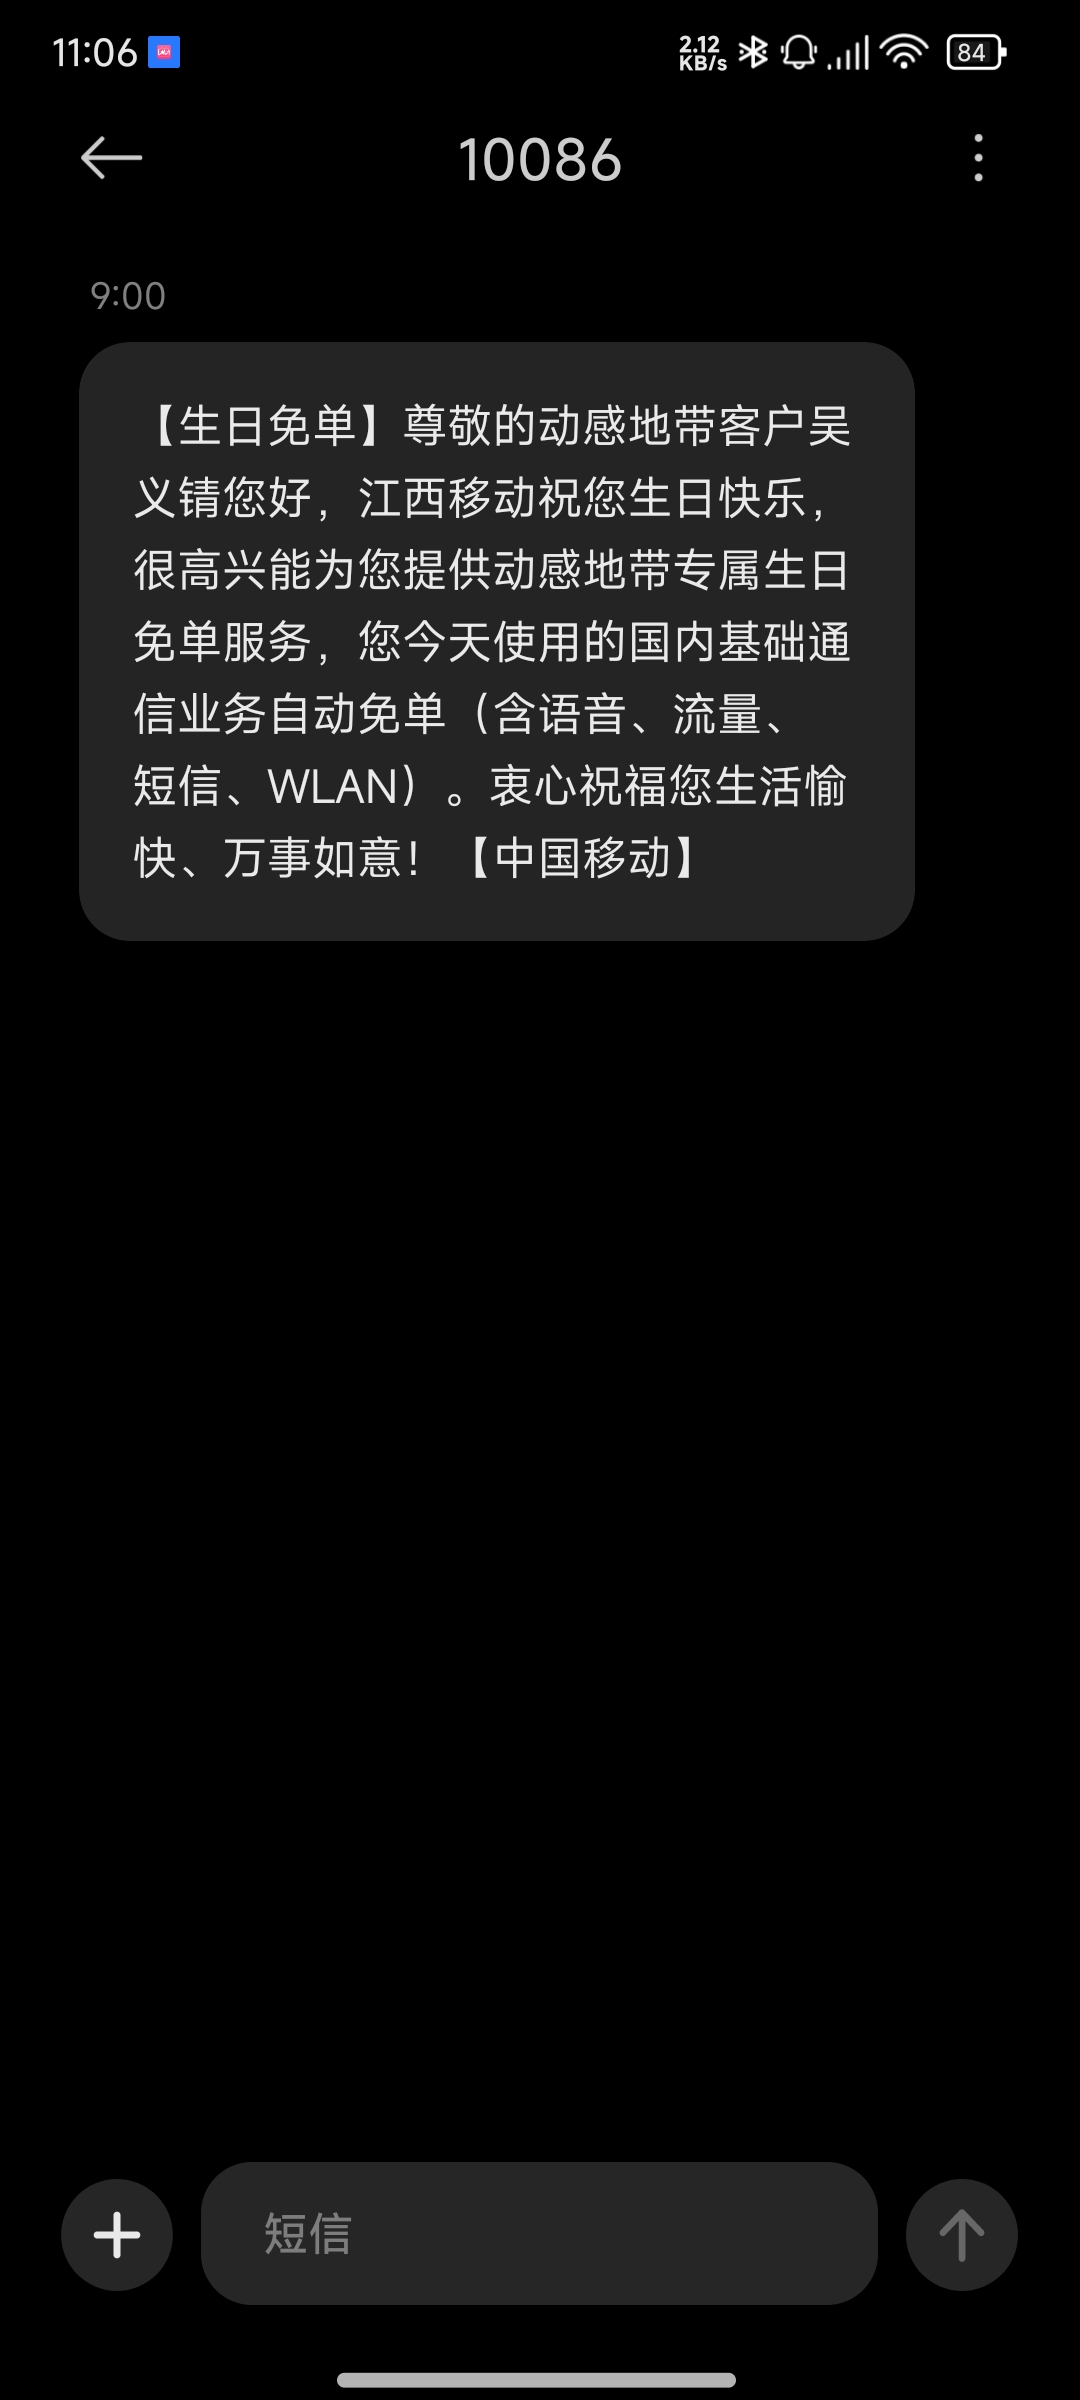 11:06
2.12
KB/s
84
10086
9:00
【生日免单】尊敬的动感地带客户吴
义锖您好，江西移动祝您生日快乐，
很高兴能为您提供动感地带专属生日
免单服务，您今天使用的国内基础通
信业务自动免单（含语音、流量、
短信、WLAN）。衷心祝福您生活愉
快、万事如意！【中国移动】
短信